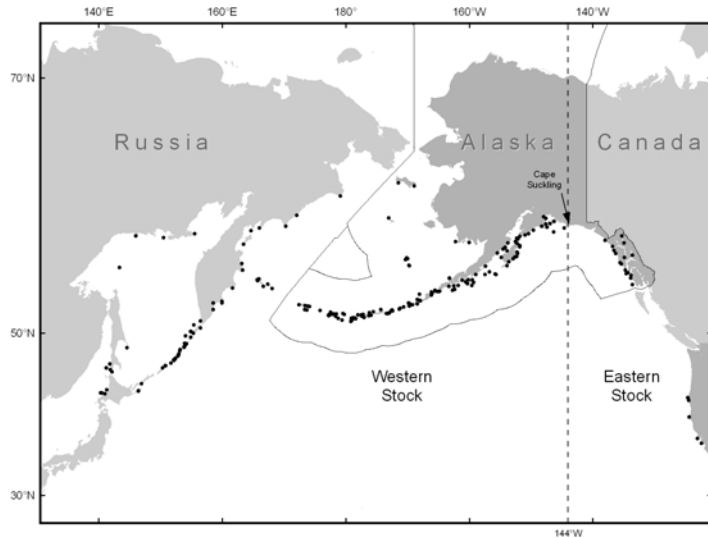 140°E
160°E
180°
160°W
140°W
70°N
Russia
Alaska
Canada
Cape
Suckling
50°N
Western
Stock
Eastern
Stock
30°N
144°W